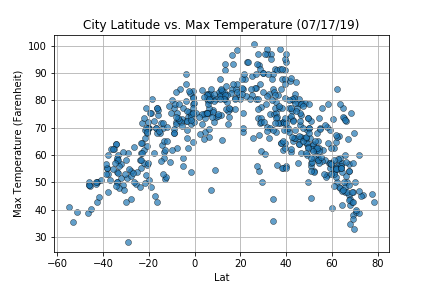 City Latitude vs. Max Temperature (07/17/19)
100
90
80
70
60
50
40
30
Max Temperature (Farenheit)
−60 −40 −20 0 20 40 60 80
Lat